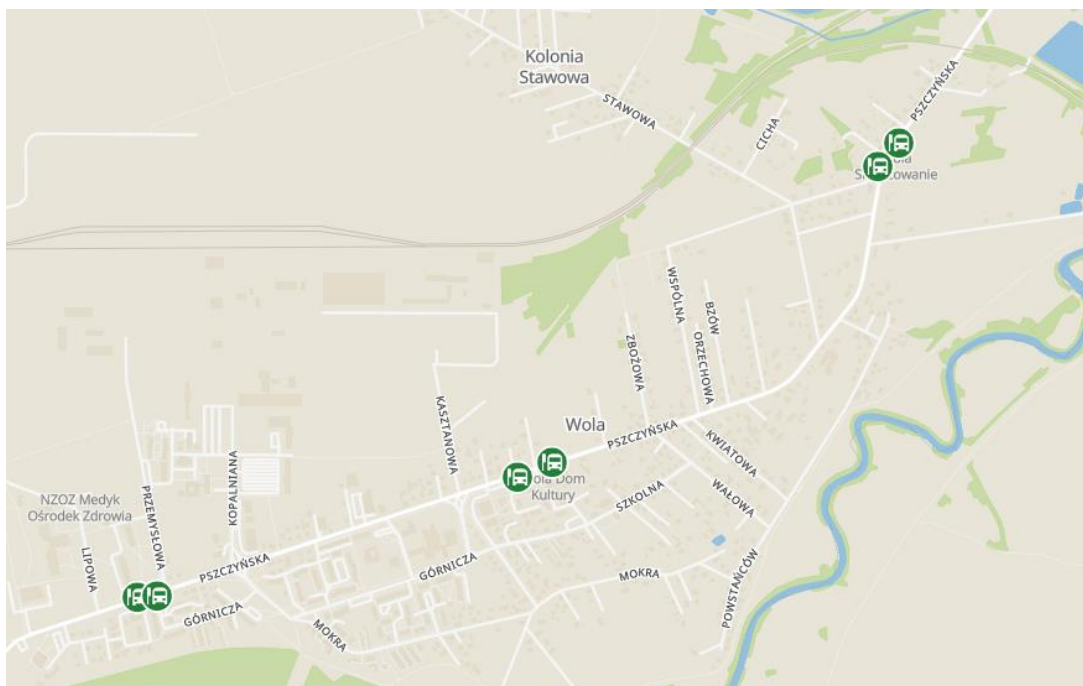 Kolonia
Stawowa
STAWOWA
CICHA
PSZCZYŃSKA
WSPÓLNA
BZÓW
ORZECHOWA
ZBOŻOWA
KASZTANOWA
Wola
PSZCZYŃSKA
KWIATOWA
Dom
Kultury
SZKOLNA
WAŁOWA
NZOZ Medyk
Ośrodek Zdrowia
PRZEMYSŁOWA
KOPALNIANA
LIPOWA
PSZCZYŃSKA
GÓRNICZA
GÓRNICZA
MOKRA
MOKRA
POWSTAŃCÓW